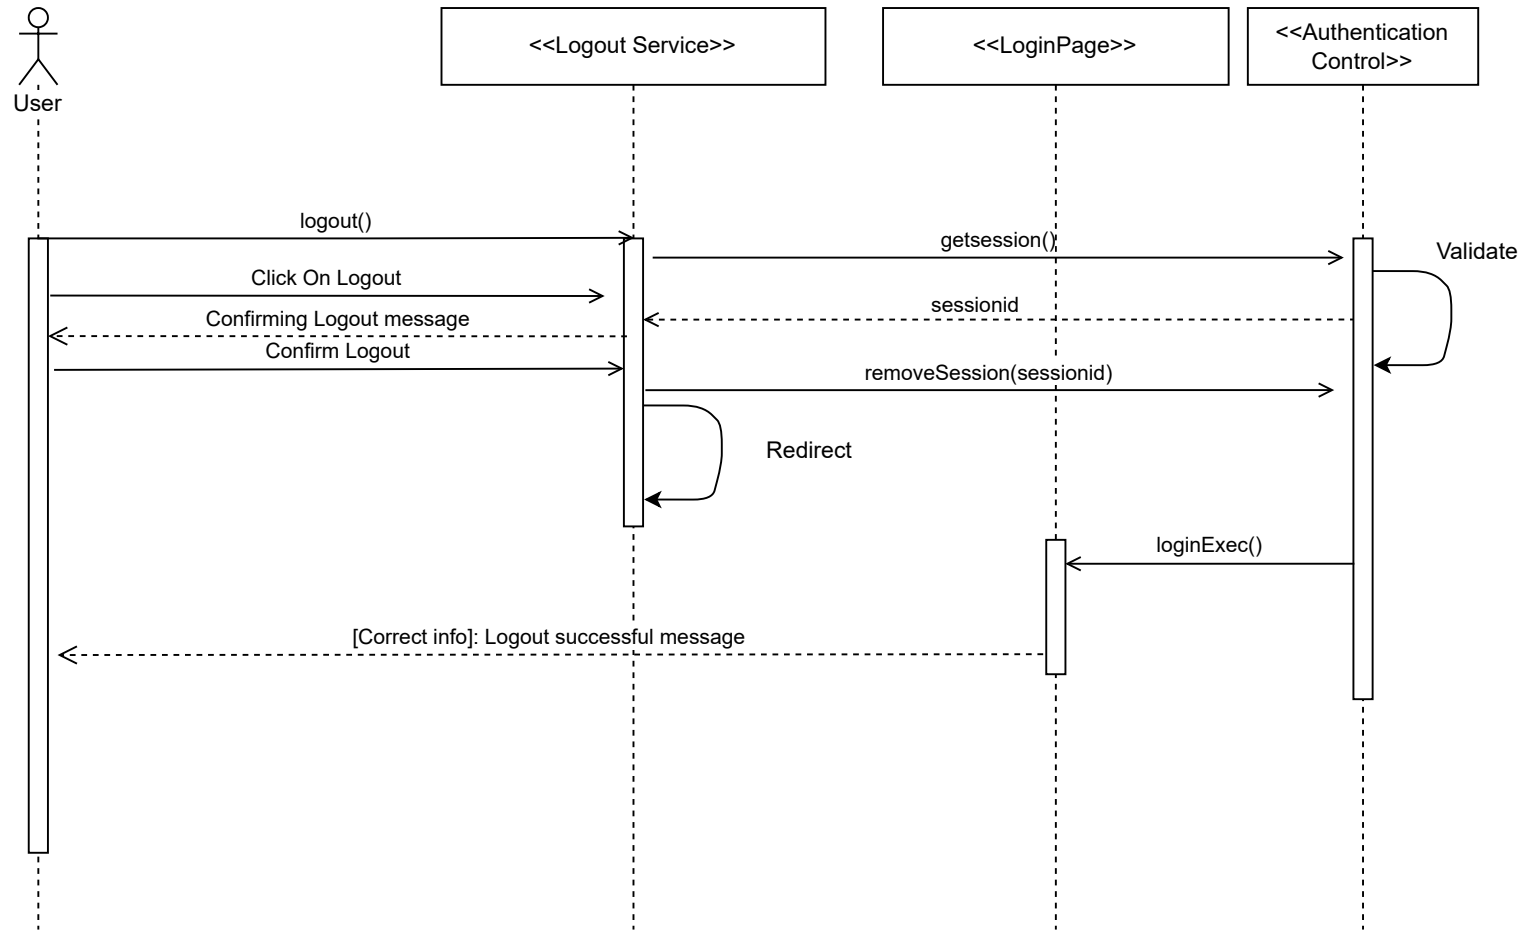 User
<<Logout Service>>
<<LoginPage>>
<<Authentication
Control>>
logout()
getsession()
Validate
Click On Logout
sessionid
Confirming Logout message
Confirm Logout
removeSession(sessionid)
Redirect
loginExec()
[Correct info]: Logout successful message